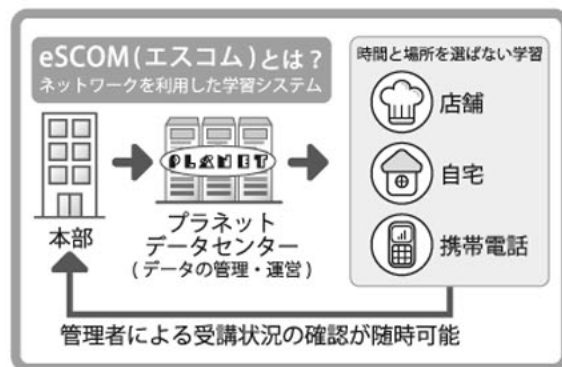 eSCOM(エスコム)とは？
ネットワークを利用した学習システム
本部
PLANET
プラネット
データセンター
(データの管理・運営)
時間と場所を選ばない学習
店舗
自宅
携帯電話
管理者による受講状況の確認が随時可能